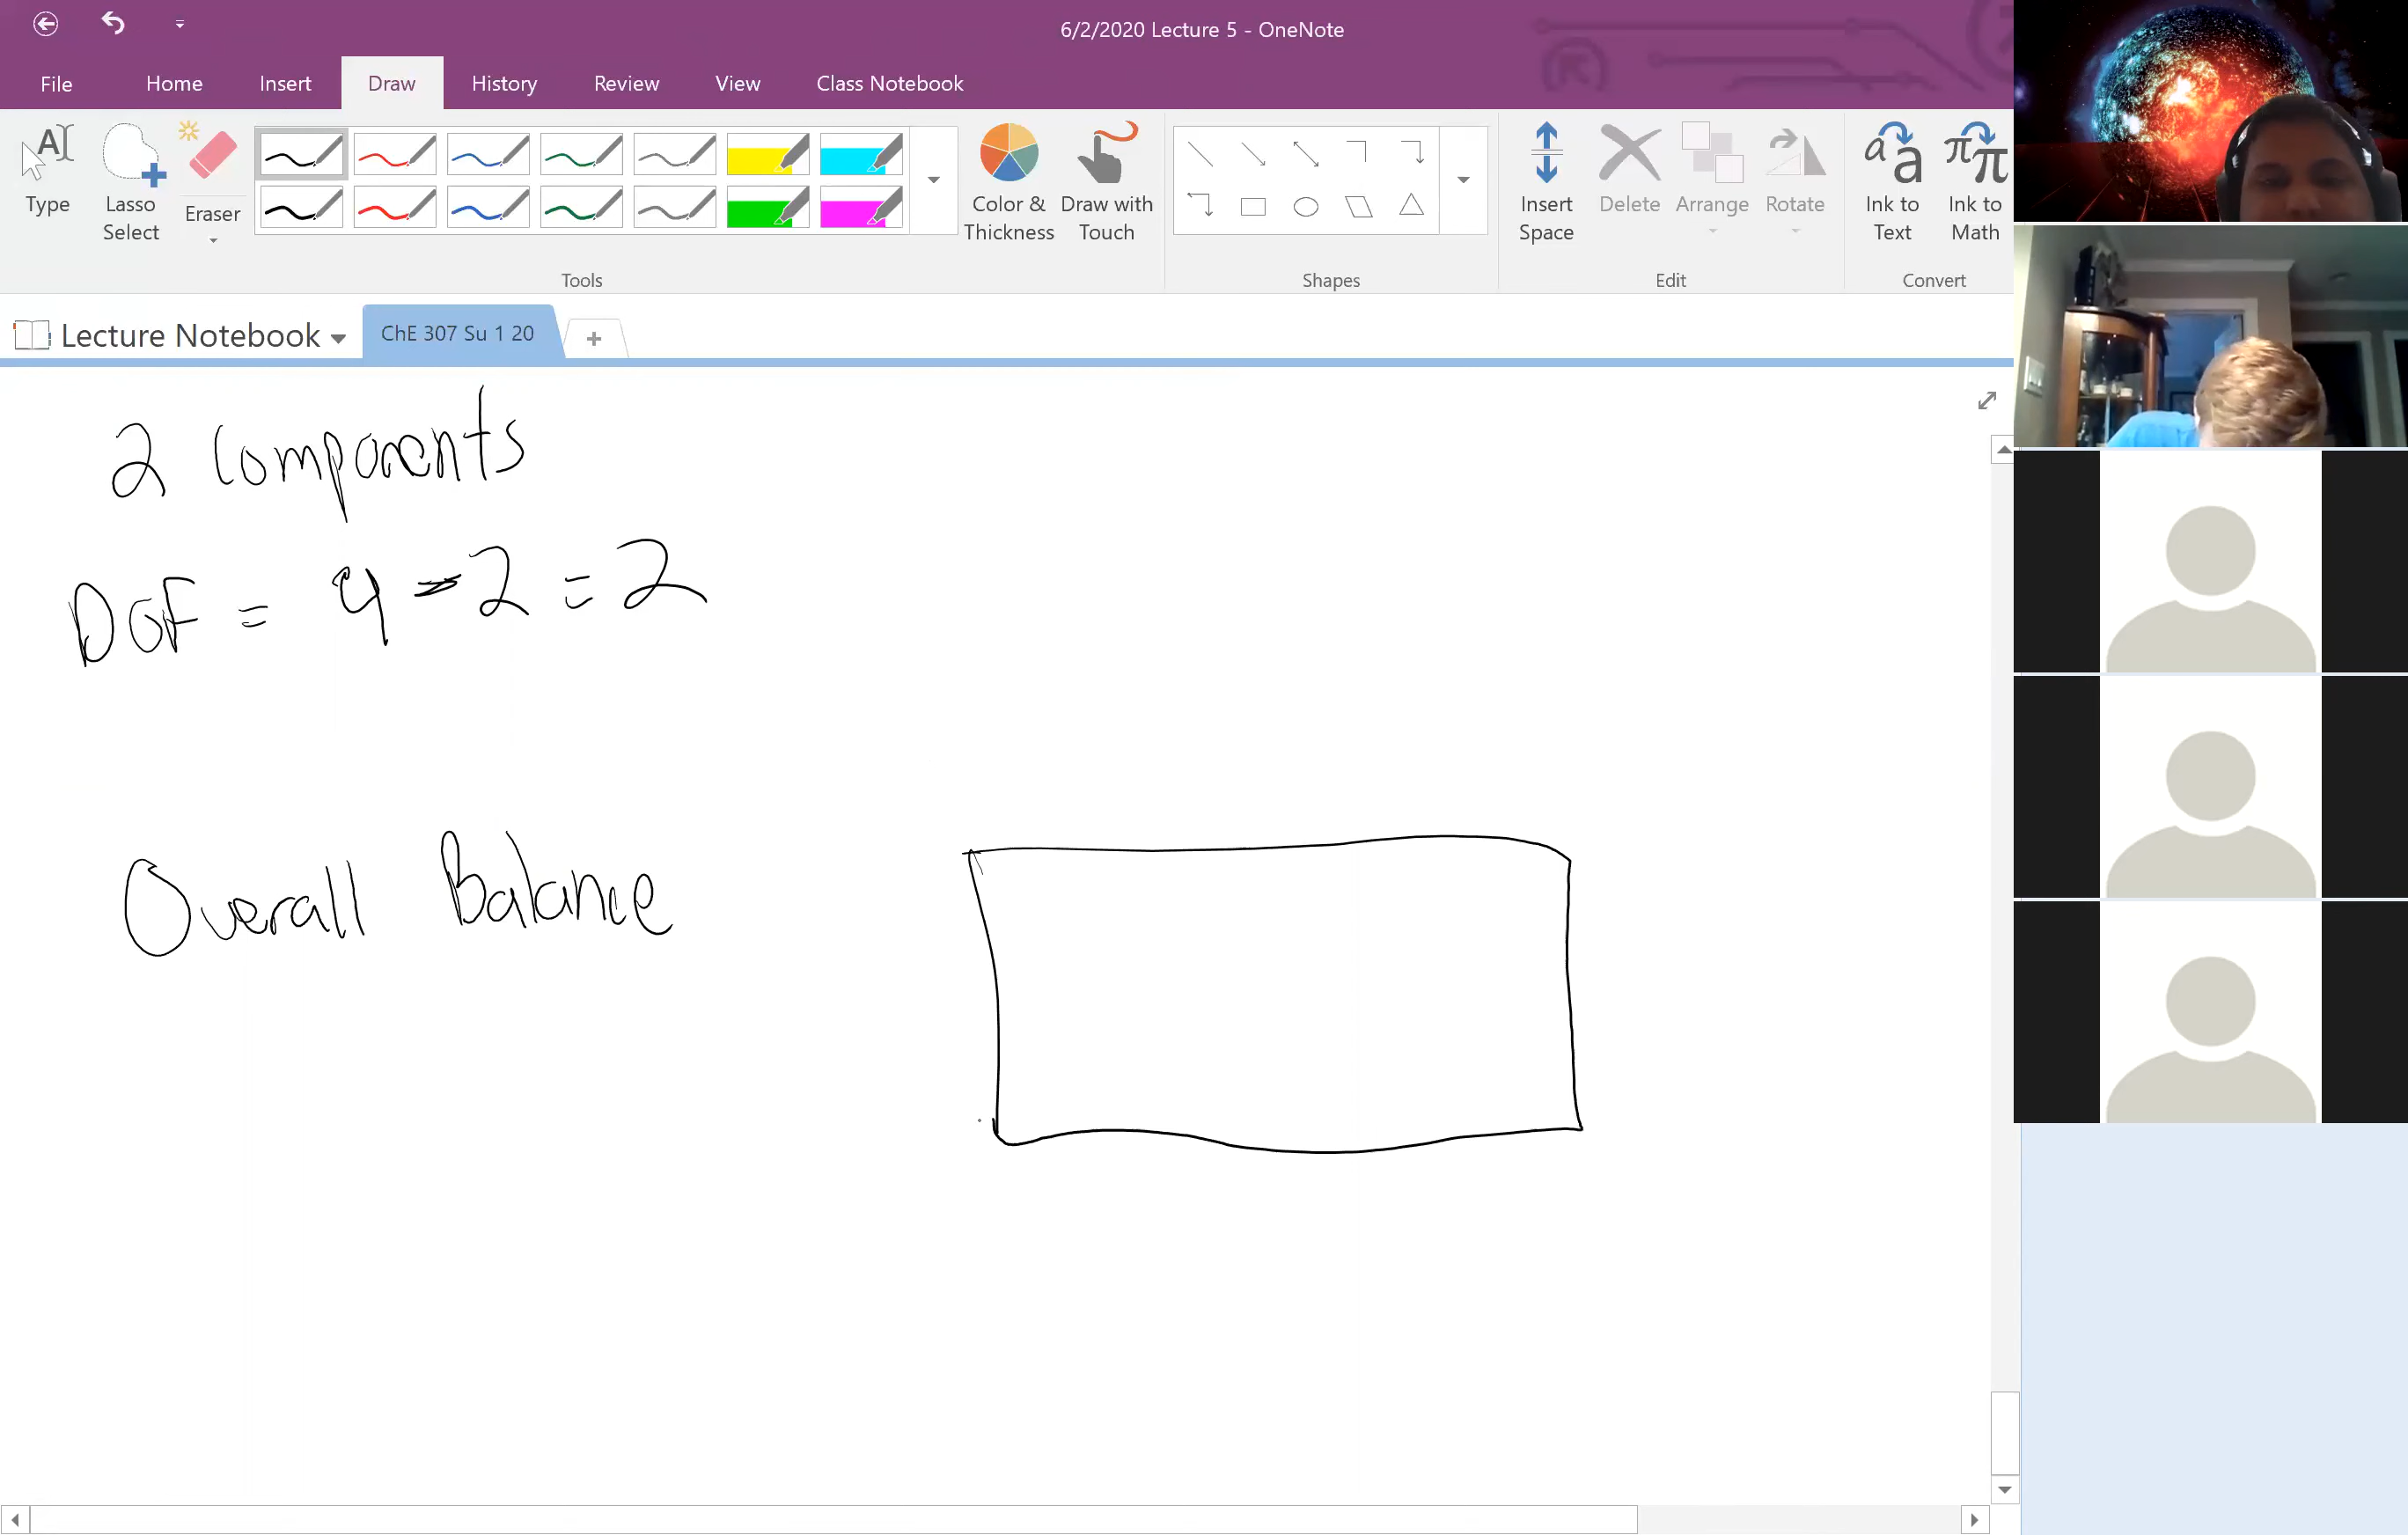 6/2/2020 Lecture 5 - OneNote
File Home Insert Draw History Review View Class Notebook
Type Lasso Select Eraser Color & Thickness Draw with Touch Insert Space Delete Arrange Rotate Ink to Text Ink to Math
Tools Shapes Edit Convert
Lecture Notebook ChE 307 Su 1 20 +
2 Components
DOF = 4 - 2 = 2
Overall Balance